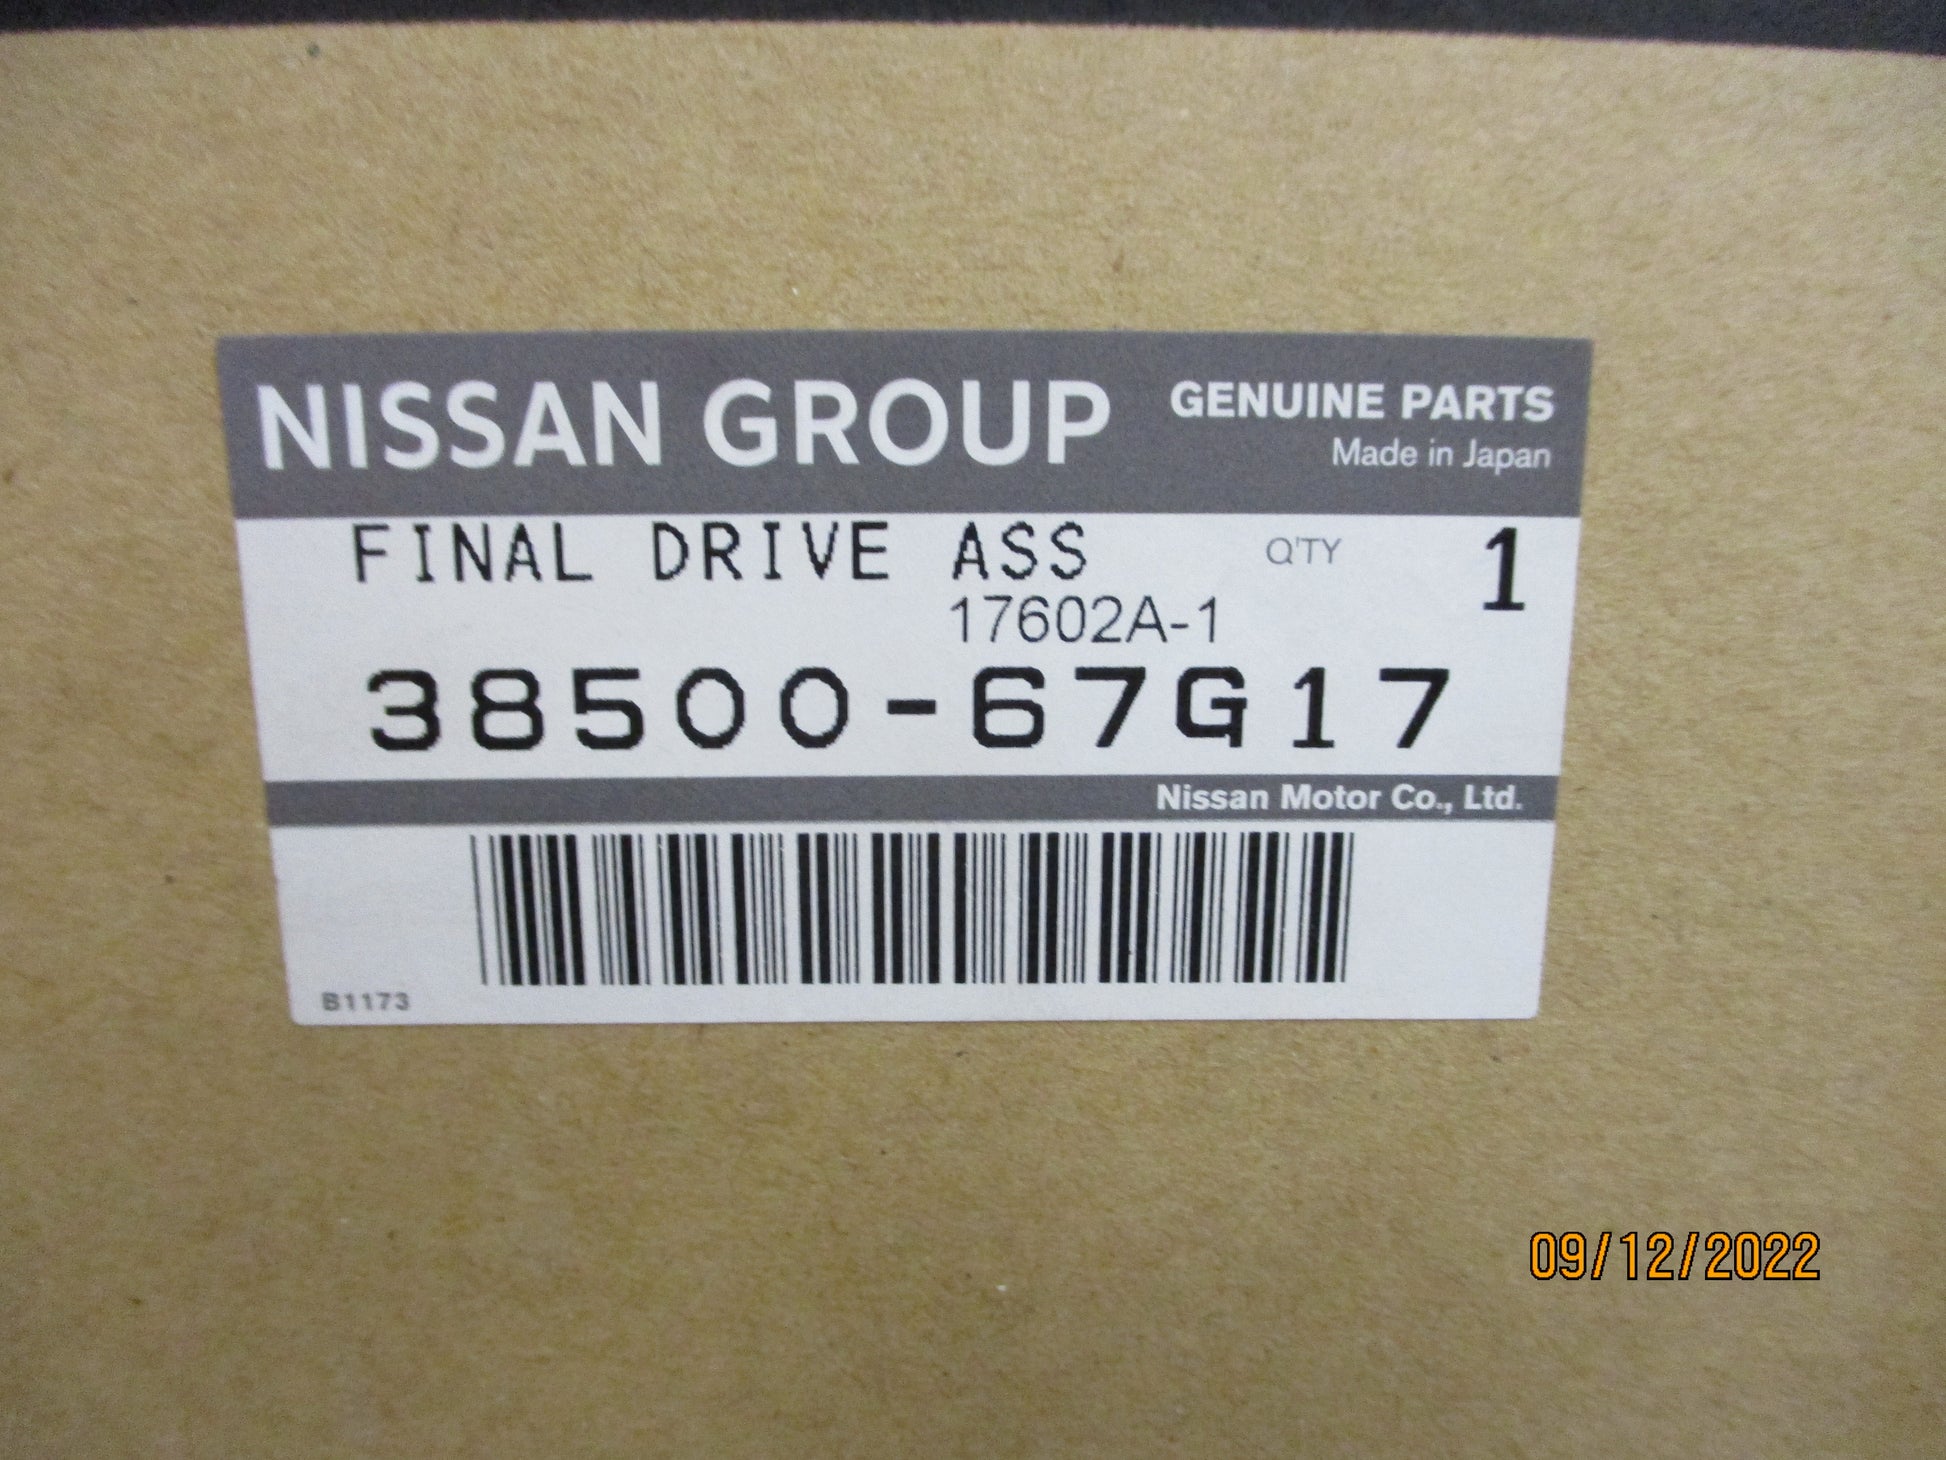 NISSAN GROUP
GENUINE PARTS
Made in Japan
FINAL DRIVE ASS
Q'TY 1
17602A-1
38500-67G17
Nissan Motor Co., Ltd.
B1173
09/12/2022